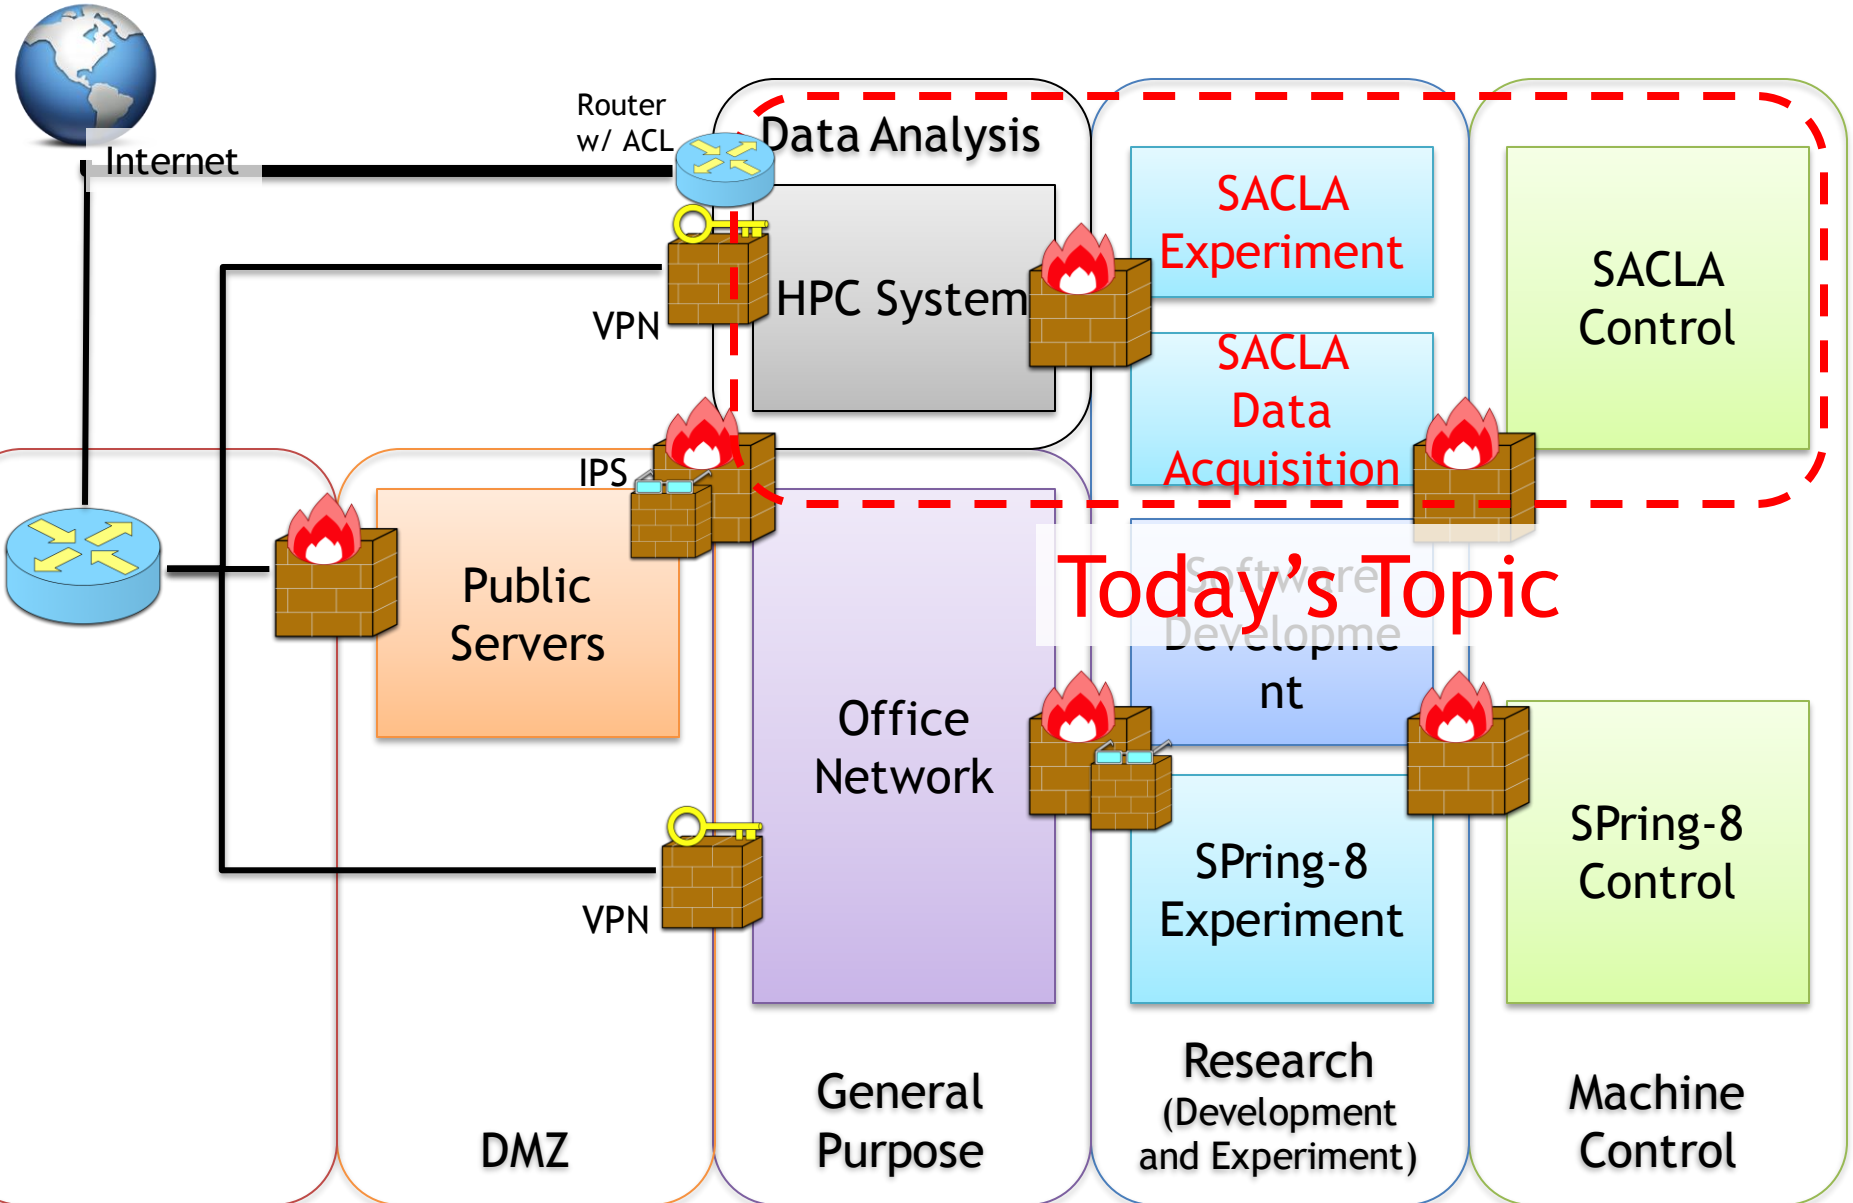 Internet
Router
w/ ACL
Data Analysis
HPC System
VPN
SACLA
Experiment
SACLA
Data
Acquisition
SACLA
Control
IPS
Public
Servers
Today's Topic
Software
Developme
nt
Office
Network
VPN
SPring-8
Experiment
SPring-8
Control
DMZ
General
Purpose
Research
(Development
and Experiment)
Machine
Control